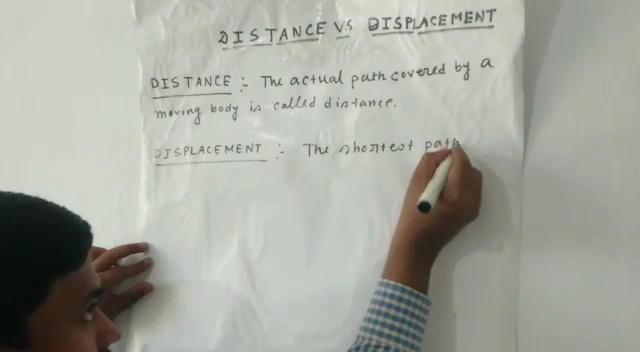 DISTANCE VS DISPLACEMENT
DISTANCE :- The actual path covered by a
moving body is called distance.
DISPLACEMENT :- The shortest path